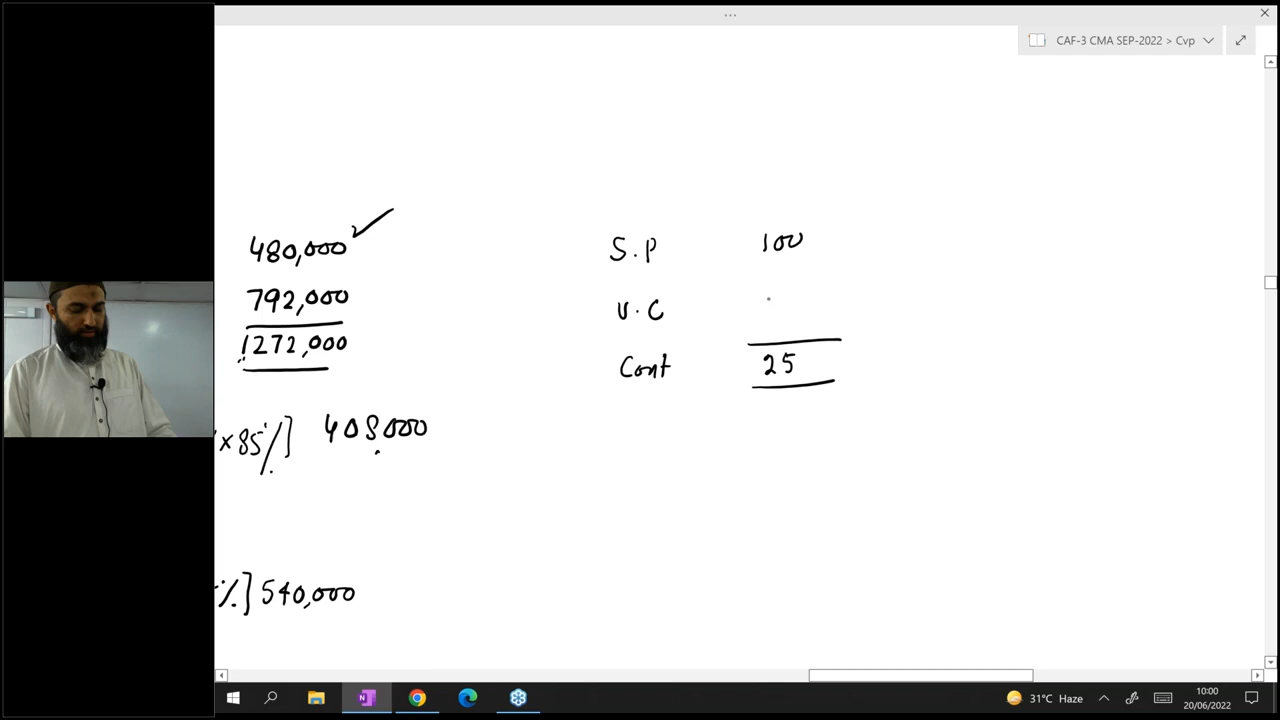 CAF-3 CMA SEP-2022 > Cvp
480,000
792,000
1272,000
×85%] 408000
%] 540,000
S.P 100
V.C
Cont 25
31°C Haze
10:00
20/06/2022